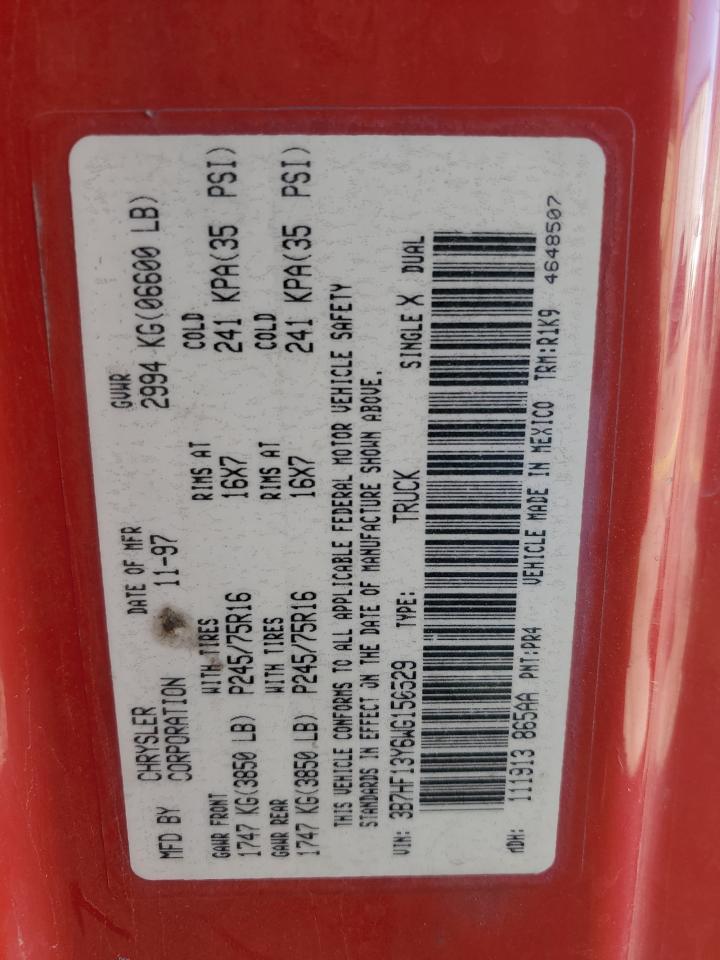 MFD BY CHRYSLER CORPORATION DATE OF MFR 11-97 GVWR 2994 KG(06600 LB)
GAWR FRONT WITH TIRES RIMS AT COLD
1747 KG(3850 LB) P245/75R16 16X7 241 KPA(35 PSI)
GAWR REAR WITH TIRES RIMS AT COLD
1747 KG(3850 LB) P245/75R16 16X7 241 KPA(35 PSI)
THIS VEHICLE CONFORMS TO ALL APPLICABLE FEDERAL MOTOR VEHICLE SAFETY
STANDARDS IN EFFECT ON THE DATE OF MANUFACTURE SHOWN ABOVE.
VIN: 3B7HF13Y6WG156529 TYPE: TRUCK SINGLE X DUAL
MDH: 111913 865AA PNT:PR4 VEHICLE MADE IN MEXICO TRM:R1K9 4648507